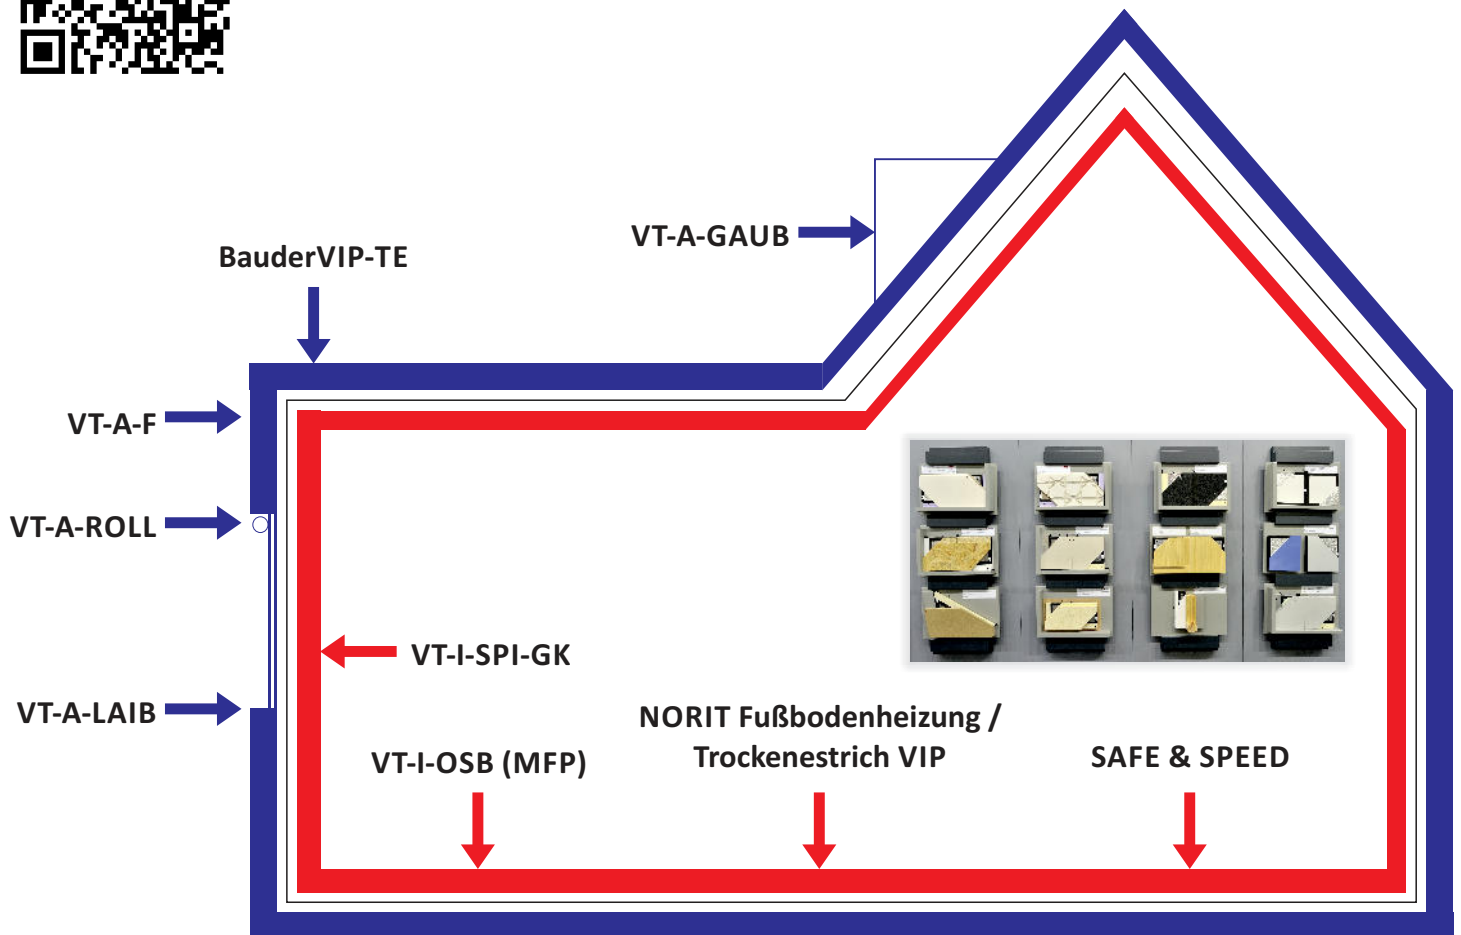 VT-A-GAUB
BauderVIP-TE
VT-A-F
VT-A-ROLL
VT-I-SPI-GK
VT-A-LAIB
NORIT Fußbodenheizung /
Trockenestrich VIP
VT-I-OSB (MFP)
SAFE & SPEED